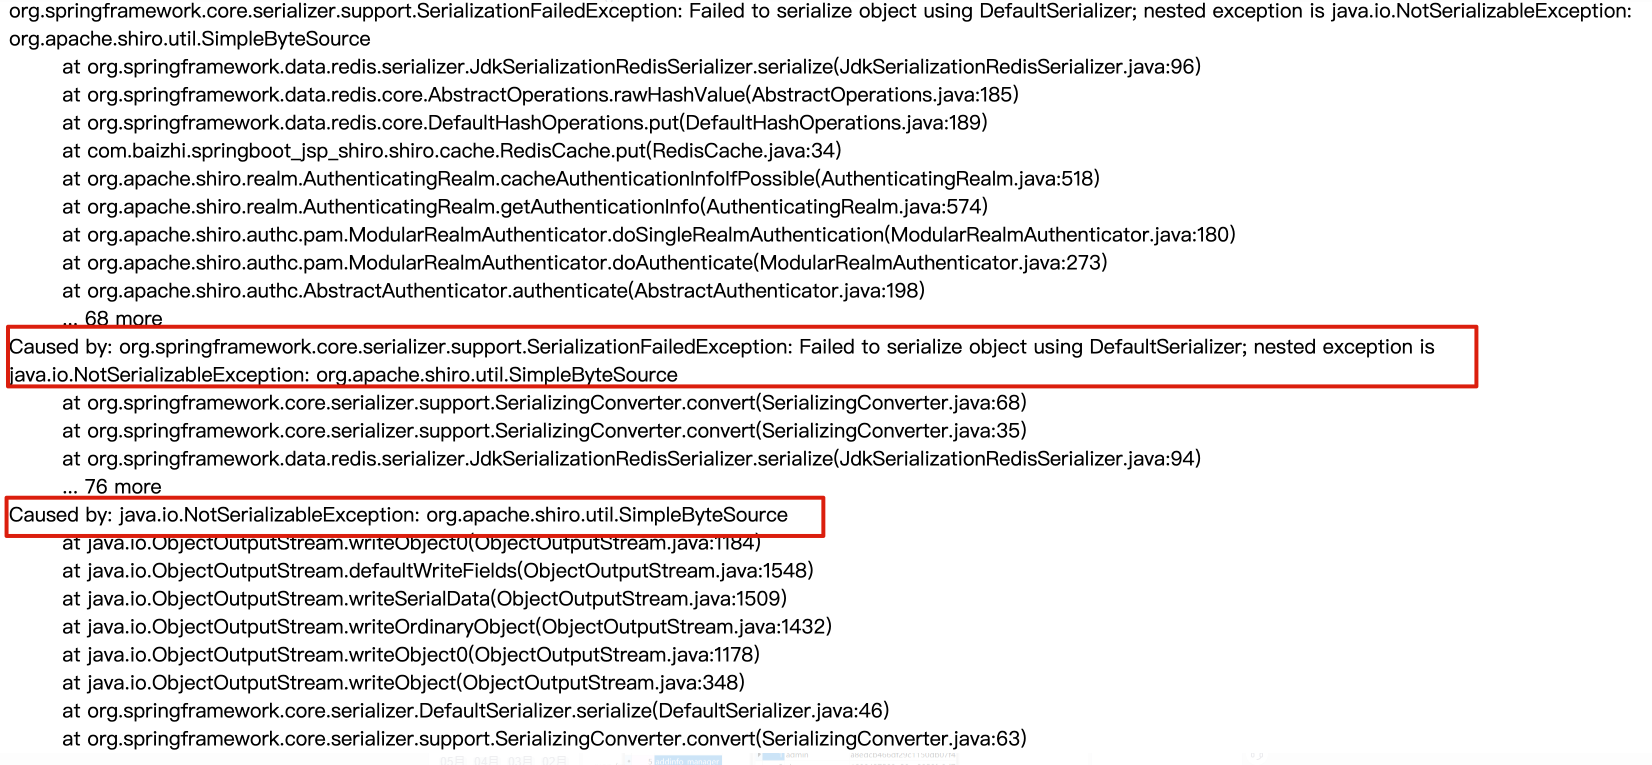 org.springframework.core.serializer.support.SerializationFailedException: Failed to serialize object using DefaultSerializer; nested exception is java.io.NotSerializableException:
org.apache.shiro.util.SimpleByteSource
at org.springframework.data.redis.serializer.JdkSerializationRedisSerializer.serialize(JdkSerializationRedisSerializer.java:96)
at org.springframework.data.redis.core.AbstractOperations.rawHashValue(AbstractOperations.java:185)
at org.springframework.data.redis.core.DefaultHashOperations.put(DefaultHashOperations.java:189)
at com.baizhi.springboot_jsp_shiro.shiro.cache.RedisCache.put(RedisCache.java:34)
at org.apache.shiro.realm.AuthenticatingRealm.cacheAuthenticationInfoIfPossible(AuthenticatingRealm.java:518)
at org.apache.shiro.realm.AuthenticatingRealm.getAuthenticationInfo(AuthenticatingRealm.java:574)
at org.apache.shiro.authc.pam.ModularRealmAuthenticator.doSingleRealmAuthentication(ModularRealmAuthenticator.java:180)
at org.apache.shiro.authc.pam.ModularRealmAuthenticator.doAuthenticate(ModularRealmAuthenticator.java:273)
at org.apache.shiro.authc.AbstractAuthenticator.authenticate(AbstractAuthenticator.java:198)
... 68 more
Caused by: org.springframework.core.serializer.support.SerializationFailedException: Failed to serialize object using DefaultSerializer; nested exception is
java.io.NotSerializableException: org.apache.shiro.util.SimpleByteSource
at org.springframework.core.serializer.support.SerializingConverter.convert(SerializingConverter.java:68)
at org.springframework.core.serializer.support.SerializingConverter.convert(SerializingConverter.java:35)
at org.springframework.data.redis.serializer.JdkSerializationRedisSerializer.serialize(JdkSerializationRedisSerializer.java:94)
... 76 more
Caused by: java.io.NotSerializableException: org.apache.shiro.util.SimpleByteSource
at java.io.ObjectOutputStream.writeObject0(ObjectOutputStream.java:1184)
at java.io.ObjectOutputStream.defaultWriteFields(ObjectOutputStream.java:1548)
at java.io.ObjectOutputStream.writeSerialData(ObjectOutputStream.java:1509)
at java.io.ObjectOutputStream.writeOrdinaryObject(ObjectOutputStream.java:1432)
at java.io.ObjectOutputStream.writeObject0(ObjectOutputStream.java:1178)
at java.io.ObjectOutputStream.writeObject(ObjectOutputStream.java:348)
at org.springframework.core.serializer.DefaultSerializer.serialize(DefaultSerializer.java:46)
at org.springframework.core.serializer.support.SerializingConverter.convert(SerializingConverter.java:63)